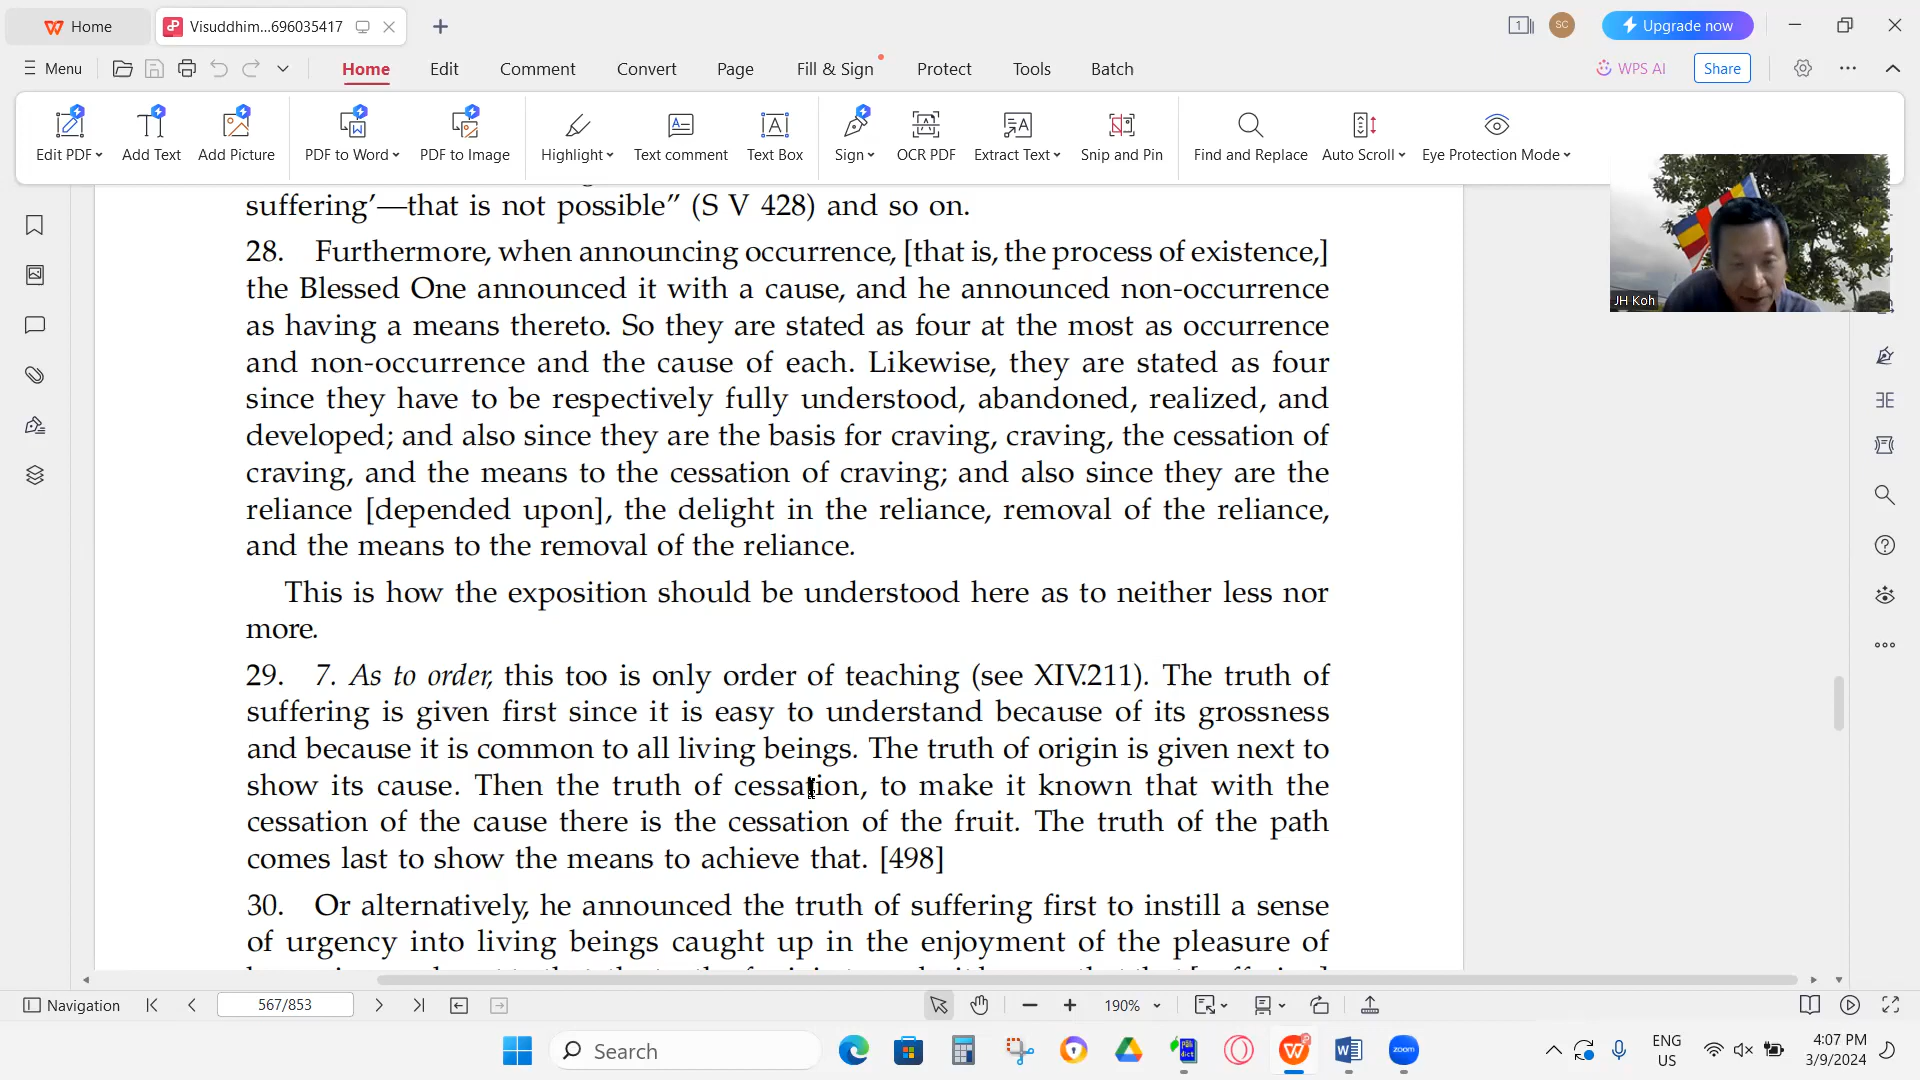 Home
Visuddhim...696035417
1
SC
Upgrade now
Menu
Home
Edit
Comment
Convert
Page
Fill & Sign
Protect
Tools
Batch
WPS AI
Share
Edit PDF
Add Text
Add Picture
PDF to Word
PDF to Image
Highlight
Text comment
Text Box
Sign
OCR PDF
Extract Text
Snip and Pin
Find and Replace
Auto Scroll
Eye Protection Mode
JH Koh
suffering’—that is not possible” (S V 428) and so on.
28. Furthermore, when announcing occurrence, [that is, the process of existence,]
the Blessed One announced it with a cause, and he announced non-occurrence
as having a means thereto. So they are stated as four at the most as occurrence
and non-occurrence and the cause of each. Likewise, they are stated as four
since they have to be respectively fully understood, abandoned, realized, and
developed; and also since they are the basis for craving, craving, the cessation of
craving, and the means to the cessation of craving; and also since they are the
reliance [depended upon], the delight in the reliance, removal of the reliance,
and the means to the removal of the reliance.
This is how the exposition should be understood here as to neither less nor
more.
29. 7. As to order, this too is only order of teaching (see XIV.211). The truth of
suffering is given first since it is easy to understand because of its grossness
and because it is common to all living beings. The truth of origin is given next to
show its cause. Then the truth of cessation, to make it known that with the
cessation of the cause there is the cessation of the fruit. The truth of the path
comes last to show the means to achieve that. [498]
30. Or alternatively, he announced the truth of suffering first to instill a sense
of urgency into living beings caught up in the enjoyment of the pleasure of
Navigation
567/853
190%
Search
zoom
ENG
US
4:07 PM
3/9/2024